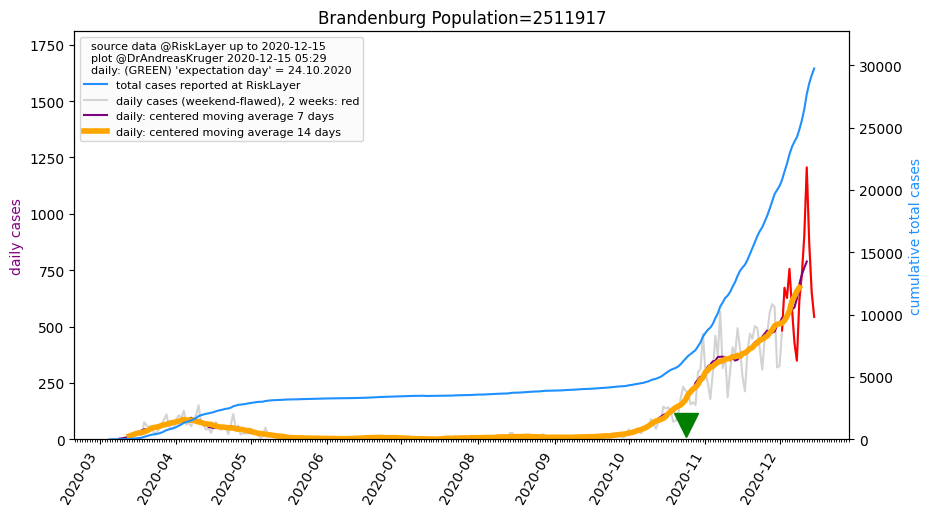 Brandenburg Population=2511917
source data @RiskLayer up to 2020-12-15
plot @DrAndreasKruger 2020-12-15 05:29
daily: (GREEN) 'expectation day' = 24.10.2020
total cases reported at RiskLayer
daily cases (weekend-flawed), 2 weeks: red
daily: centered moving average 7 days
daily: centered moving average 14 days
daily cases
1750
1500
1250
1000
750
500
250
0
cumulative total cases
30000
25000
20000
15000
10000
5000
0
2020-03
2020-04
2020-05
2020-06
2020-07
2020-08
2020-09
2020-10
2020-11
2020-12